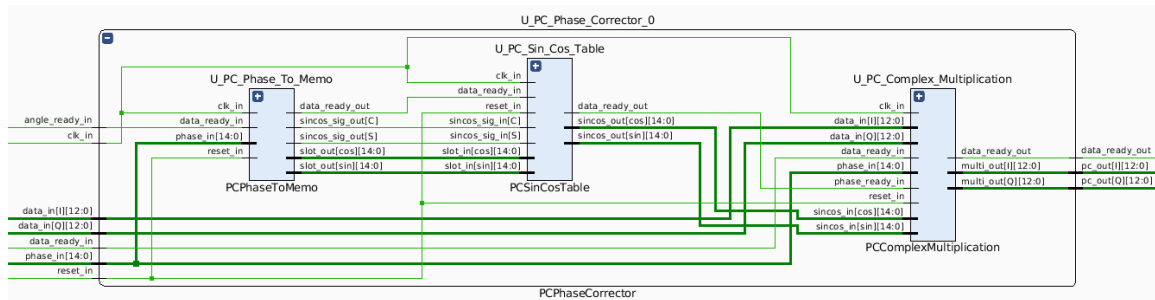 U_PC_Phase_Corrector_0
U_PC_Phase_To_Memo
clk_in
data_ready_in
phase_in[14:0]
reset_in
data_ready_out
sincos_sig_out[C]
sincos_sig_out[S]
slot_out[cos][14:0]
slot_out[sin][14:0]
PCPhaseToMemo
U_PC_Sin_Cos_Table
clk_in
data_ready_in
reset_in
sincos_sig_in[C]
sincos_sig_in[S]
slot_in[cos][14:0]
slot_in[sin][14:0]
data_ready_out
sincos_out[cos][14:0]
sincos_out[sin][14:0]
PCSinCosTable
U_PC_Complex_Multiplication
clk_in
data_in[I][12:0]
data_in[Q][12:0]
data_ready_in
phase_in[14:0]
phase_ready_in
reset_in
sincos_in[cos][14:0]
sincos_in[sin][14:0]
data_ready_out
multi_out[I][12:0]
multi_out[Q][12:0]
PCComplexMultiplication
angle_ready_in
clk_in
data_in[I][12:0]
data_in[Q][12:0]
data_ready_in
phase_in[14:0]
reset_in
data_ready_out
pc_out[I][12:0]
pc_out[Q][12:0]
PCPhaseCorrector